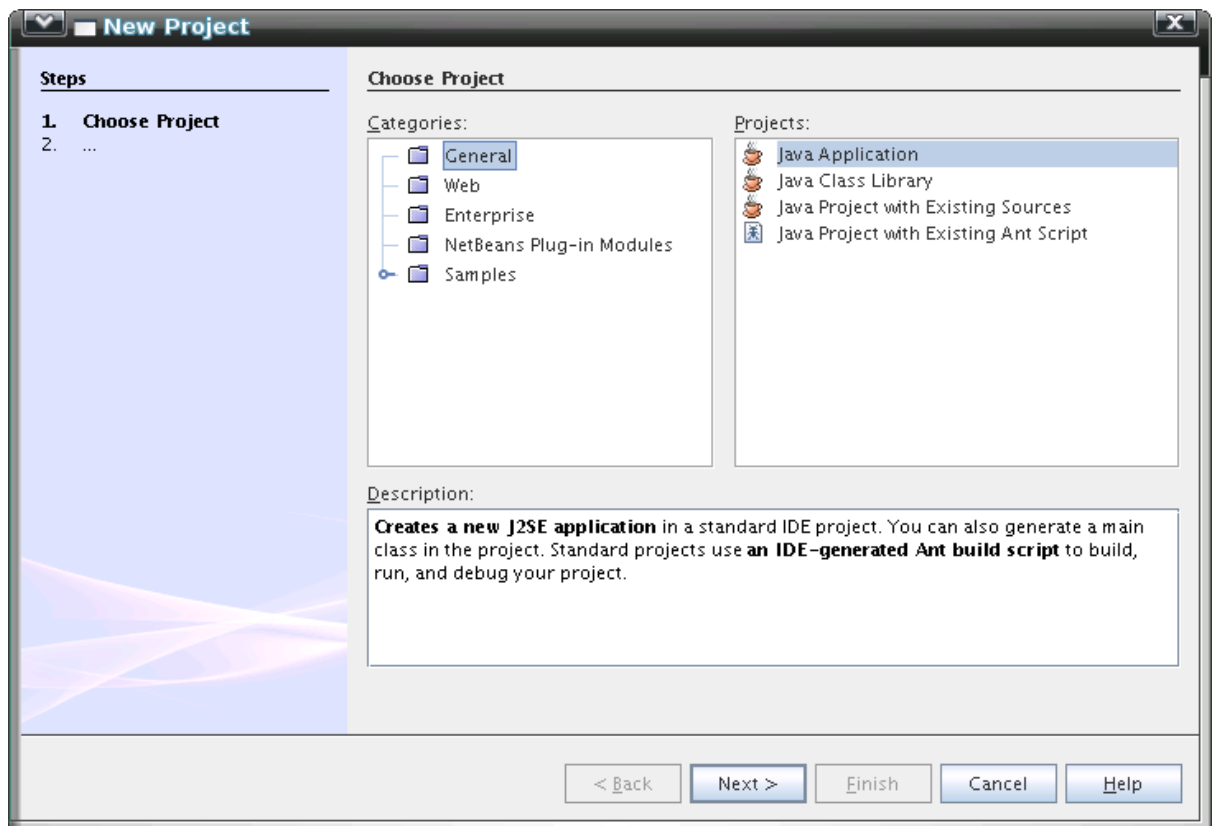 New Project
Steps
1. Choose Project
2. ...
Choose Project
Categories:
General
Web
Enterprise
NetBeans Plug-in Modules
Samples
Projects:
Java Application
Java Class Library
Java Project with Existing Sources
Java Project with Existing Ant Script
Description:
Creates a new J2SE application in a standard IDE project. You can also generate a main
class in the project. Standard projects use an IDE-generated Ant build script to build,
run, and debug your project.
< Back
Next >
Finish
Cancel
Help